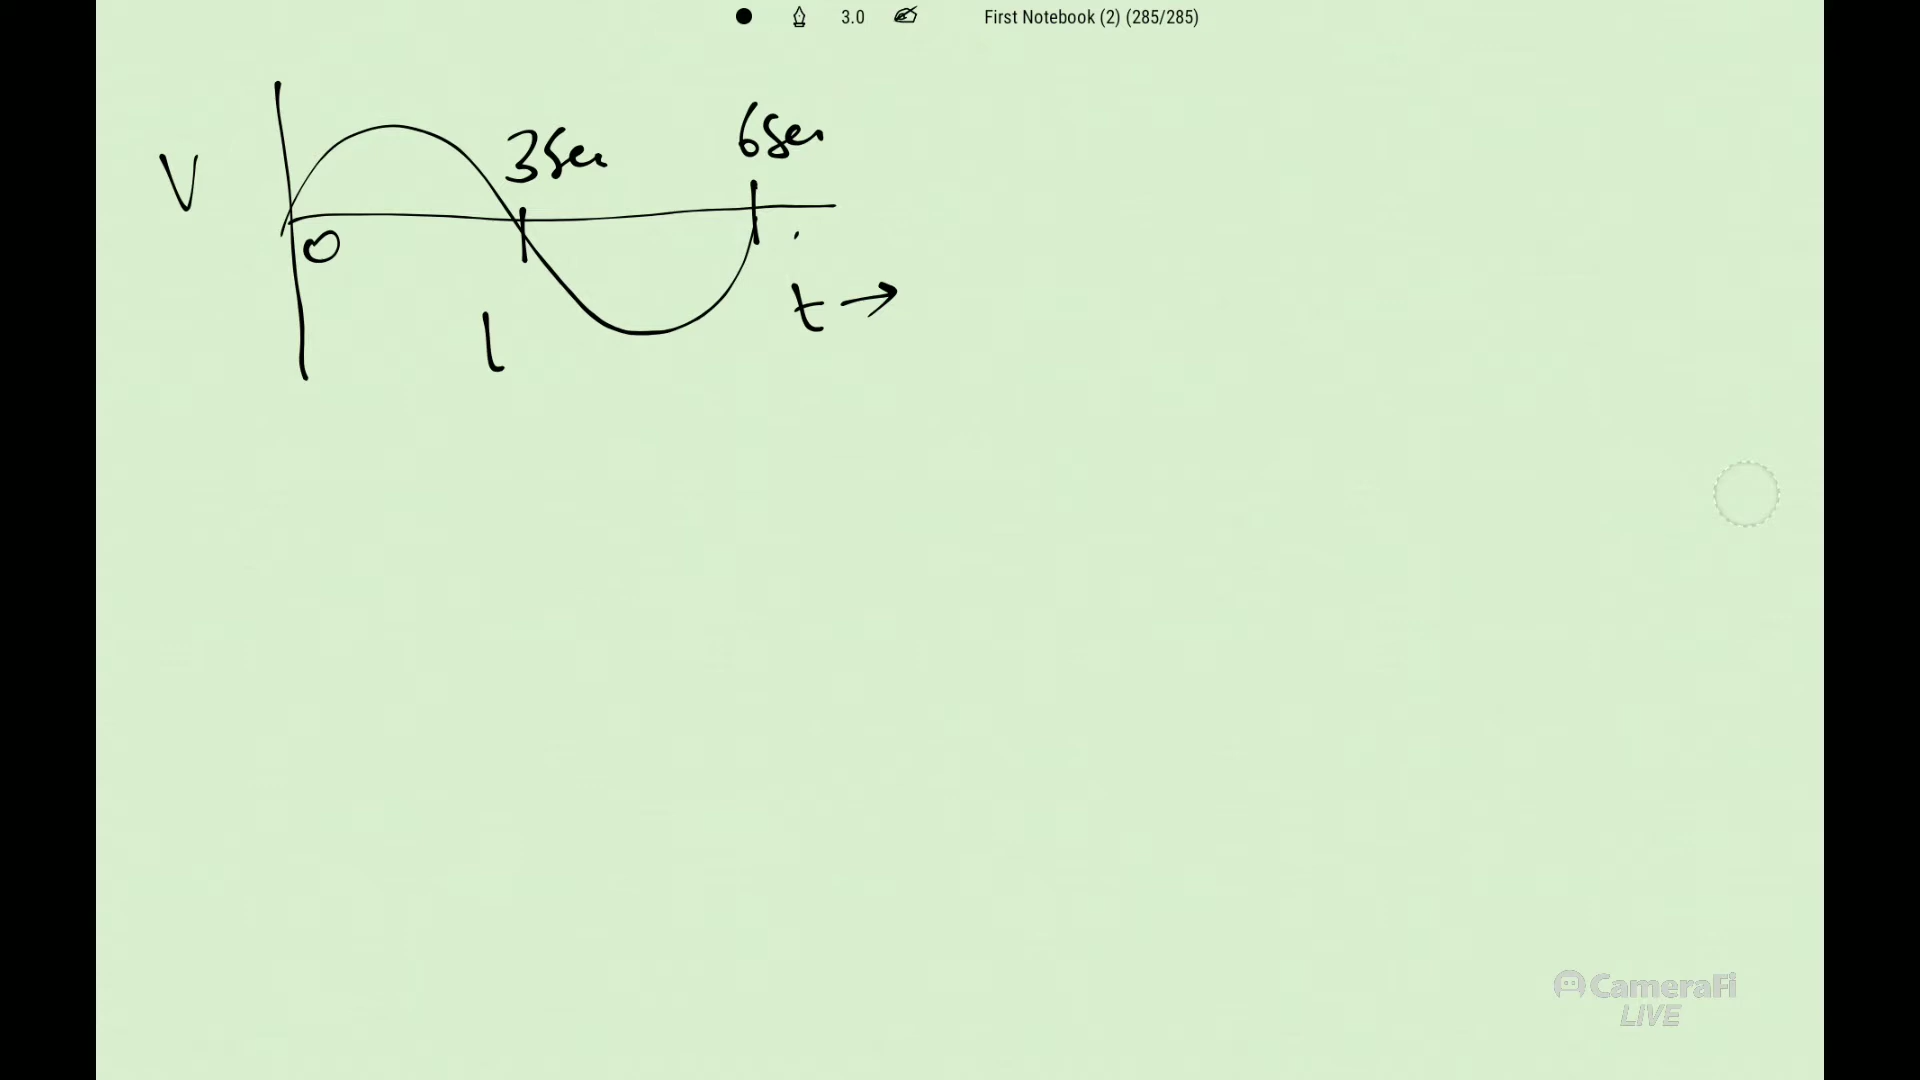 3.0 First Notebook (2) (285/285)
V
3sec
6sec
0
t →
CameraFi
LIVE